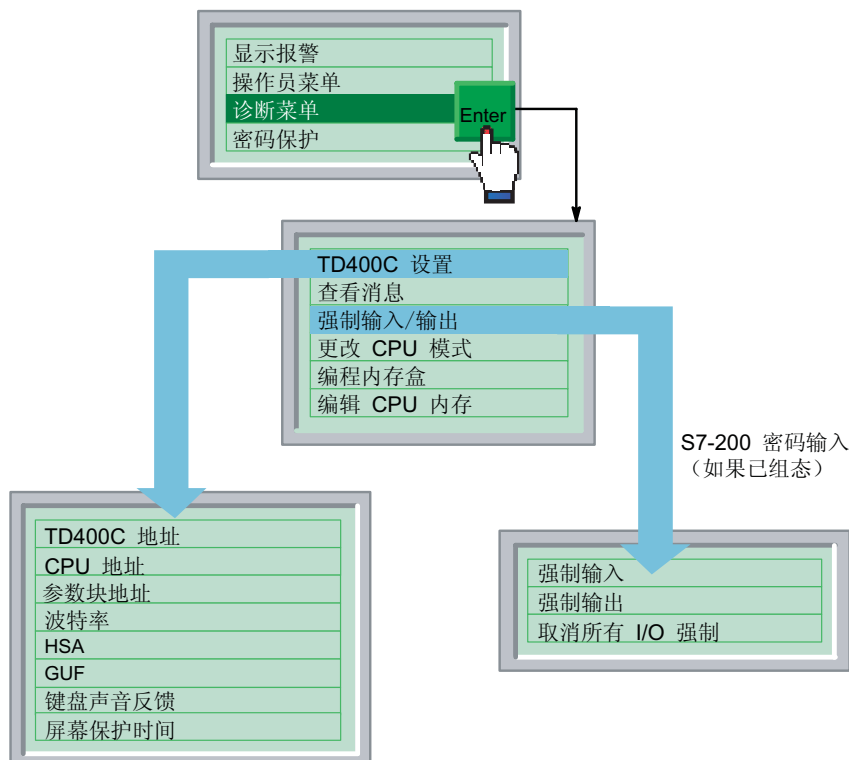 显示报警
操作员菜单
诊断菜单
Enter
密码保护
TD400C 设置
查看消息
强制输入/输出
更改 CPU 模式
编程内存盒
编辑 CPU 内存
S7-200 密码输入
（如果已组态）
TD400C 地址
CPU 地址
参数块地址
波特率
HSA
GUF
键盘声音反馈
屏幕保护时间
强制输入
强制输出
取消所有 I/O 强制